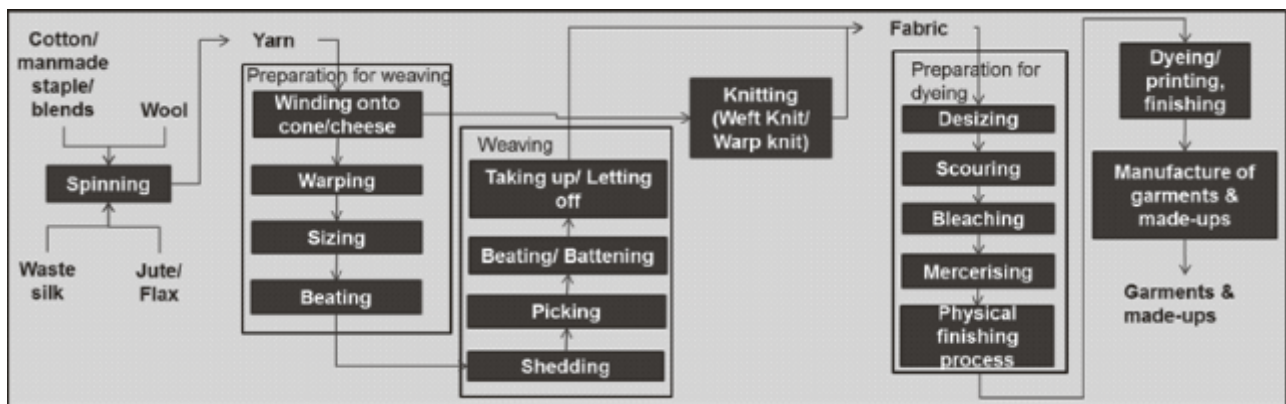 Cotton/
manmade
staple/
blends
Wool
Spinning
Waste
silk
Jute/
Flax
Yarn
Preparation for weaving
Winding onto
cone/cheese
Warping
Sizing
Beating
Weaving
Taking up/ Letting
off
Beating/ Battening
Picking
Shedding
Knitting
(Weft Knit/
Warp knit)
Fabric
Preparation for
dyeing
Desizing
Scouring
Bleaching
Mercerising
Physical
finishing
process
Dyeing/
printing,
finishing
Manufacture of
garments &
made-ups
Garments &
made-ups